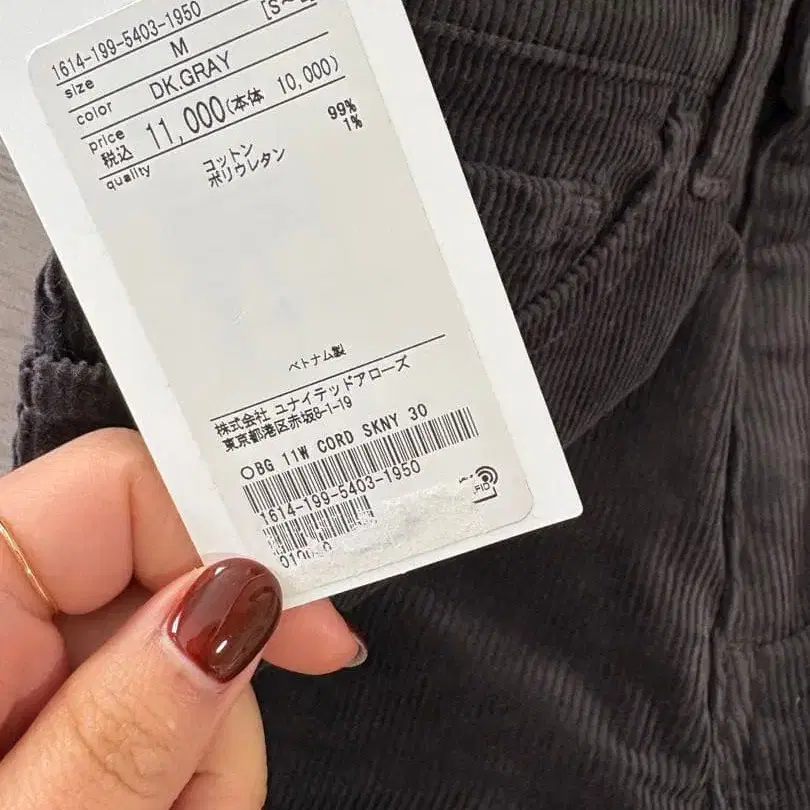 1614-199-5403-1950
size M
color DK.GRAY
price
税込 11,000(本体 10,000)
quality コットン 99%
ポリウレタン 1%
ベトナム製
株式会社 ユナイテッドアローズ
東京都港区赤坂8-1-19
OBG 11W CORD SKNY 30
1614-199-5403-1950